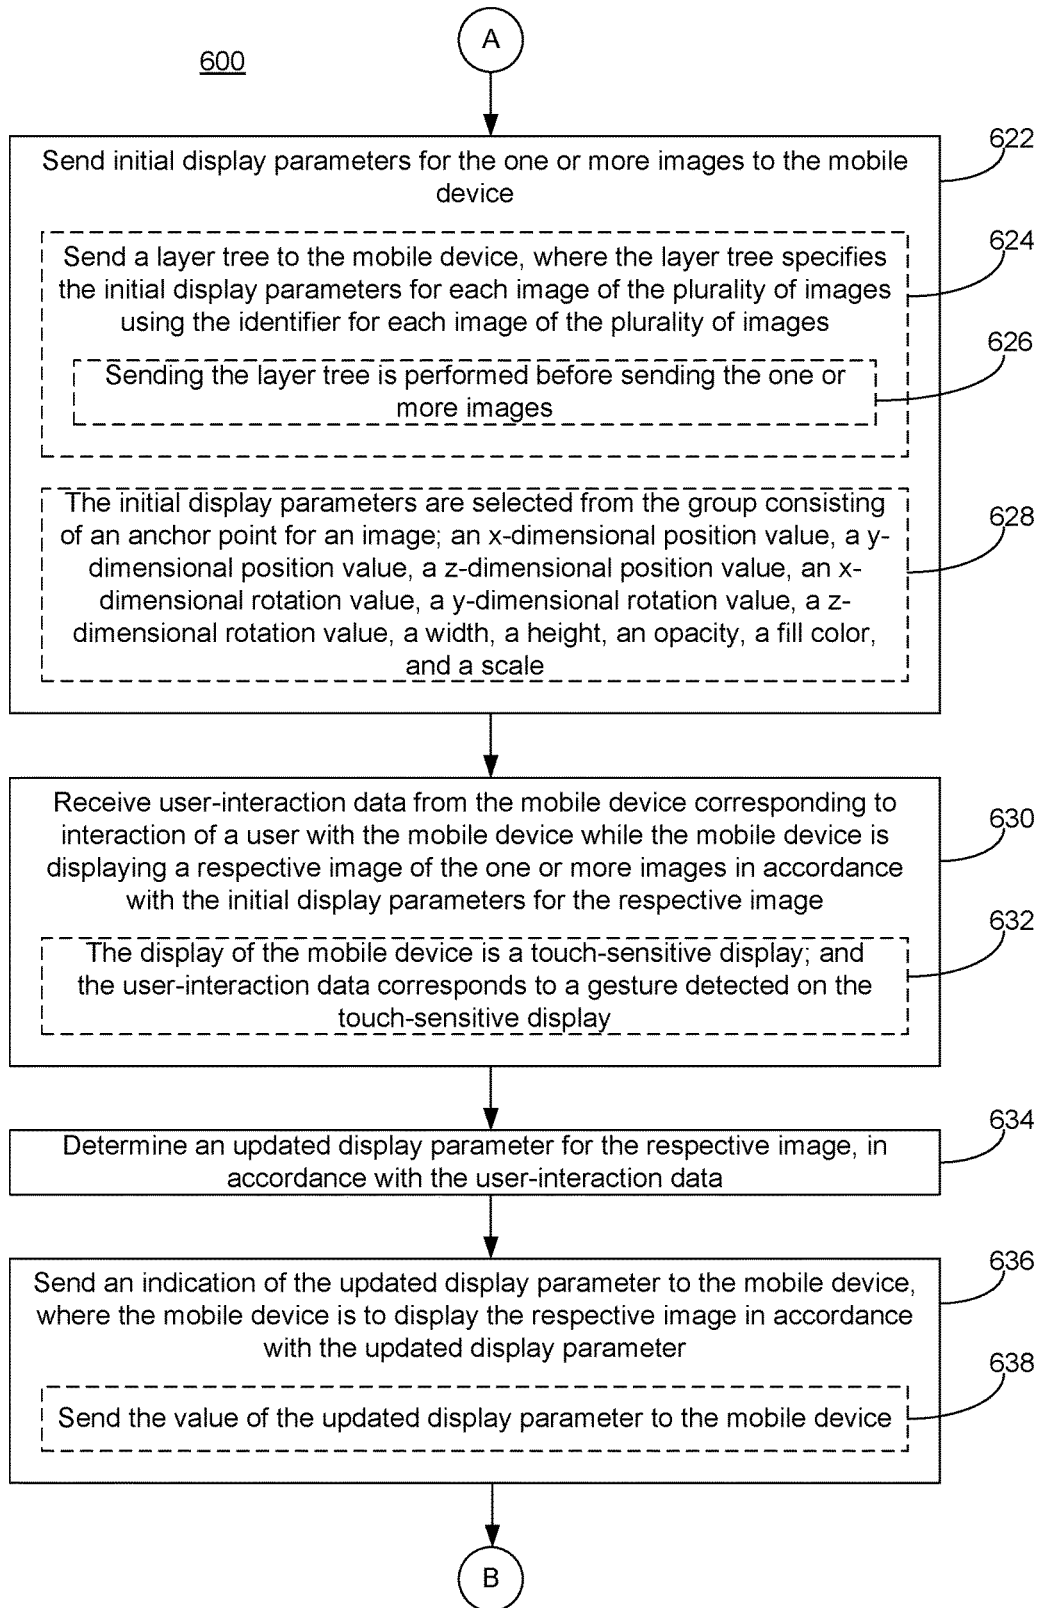 A
600
622
Send initial display parameters for the one or more images to the mobile
device
624
Send a layer tree to the mobile device, where the layer tree specifies
the initial display parameters for each image of the plurality of images
using the identifier for each image of the plurality of images
626
Sending the layer tree is performed before sending the one or
more images
628
The initial display parameters are selected from the group consisting
of an anchor point for an image; an x-dimensional position value, a y-
dimensional position value, a z-dimensional position value, an x-
dimensional rotation value, a y-dimensional rotation value, a z-
dimensional rotation value, a width, a height, an opacity, a fill color,
and a scale
630
Receive user-interaction data from the mobile device corresponding to
interaction of a user with the mobile device while the mobile device is
displaying a respective image of the one or more images in accordance
with the initial display parameters for the respective image
632
The display of the mobile device is a touch-sensitive display; and
the user-interaction data corresponds to a gesture detected on the
touch-sensitive display
634
Determine an updated display parameter for the respective image, in
accordance with the user-interaction data
636
Send an indication of the updated display parameter to the mobile device,
where the mobile device is to display the respective image in accordance
with the updated display parameter
638
Send the value of the updated display parameter to the mobile device
B